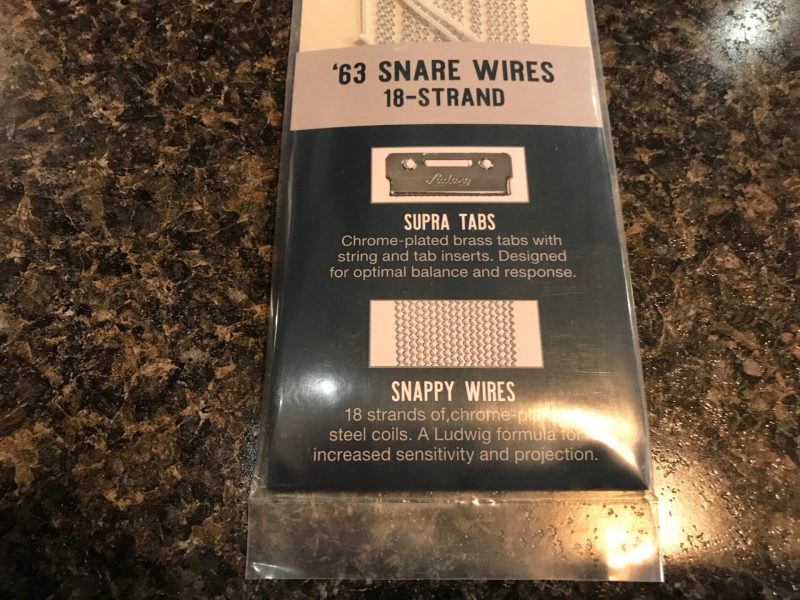 '63 SNARE WIRES
18-STRAND
Ludwig
SUPRA TABS
Chrome-plated brass tabs with
string and tab inserts. Designed
for optimal balance and response.
SNAPPY WIRES
18 strands of chrome-plated
steel coils. A Ludwig formula for
increased sensitivity and projection.